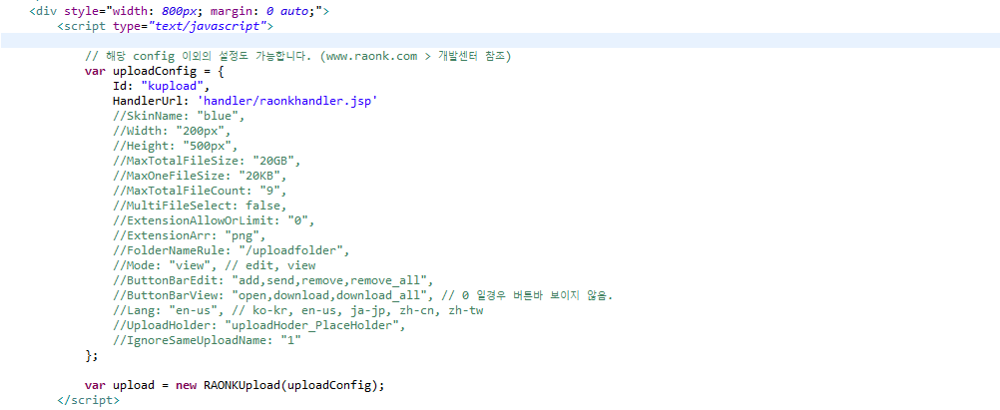 <div style="width: 800px; margin: 0 auto;">
<script type="text/javascript">
// 해당 config 이외의 설정도 가능합니다. (www.raonk.com > 개발센터 참조)
var uploadConfig = {
Id: "kupload",
HandlerUrl: 'handler/raonkhandler.jsp'
//SkinName: "blue",
//Width: "200px",
//Height: "500px",
//MaxTotalFileSize: "20GB",
//MaxOneFileSize: "20KB",
//MaxTotalFileCount: "9",
//MultiFileSelect: false,
//ExtensionAllowOrLimit: "0",
//ExtensionArr: "png",
//FolderNameRule: "/uploadfolder",
//Mode: "view", // edit, view
//ButtonBarEdit: "add,send,remove,remove_all",
//ButtonBarView: "open,download,download_all", // 0 일경우 버튼바 보이지 않음.
//Lang: "en-us", // ko-kr, en-us, ja-jp, zh-cn, zh-tw
//UploadHolder: "uploadHoder_PlaceHolder",
//IgnoreSameUploadName: "1"
};
var upload = new RAONKUpload(uploadConfig);
</script>